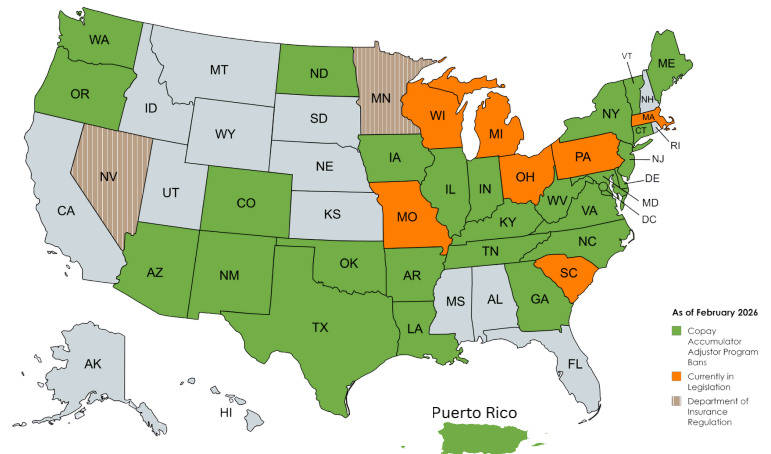 WA
MT
ND
MN
VT
ME
OR
ID
SD
WI
MI
NY
NH
MA
CT
RI
WY
IA
PA
NJ
NE
NV
UT
IL
IN
OH
DE
MD
DC
CA
CO
KS
MO
WV
VA
KY
NC
TN
OK
AZ
NM
AR
SC
MS
AL
GA
TX
LA
FL
AK
HI
Puerto Rico
As of February 2026
Copay
Accumulator
Adjustor Program
Bans
Currently in
Legislation
Department of
Insurance
Regulation